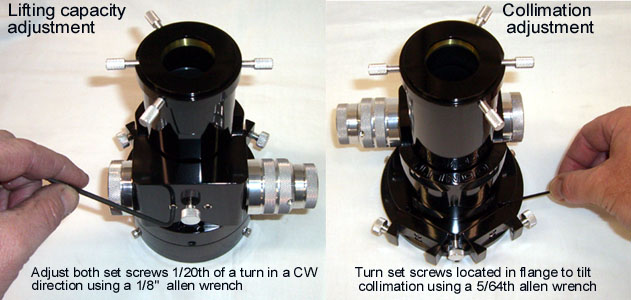 Lifting capacity
adjustment
Adjust both set screws 1/20th of a turn in a CW
direction using a 1/8" allen wrench
Collimation
adjustment
Turn set screws located in flange to tilt
collimation using a 5/64th allen wrench